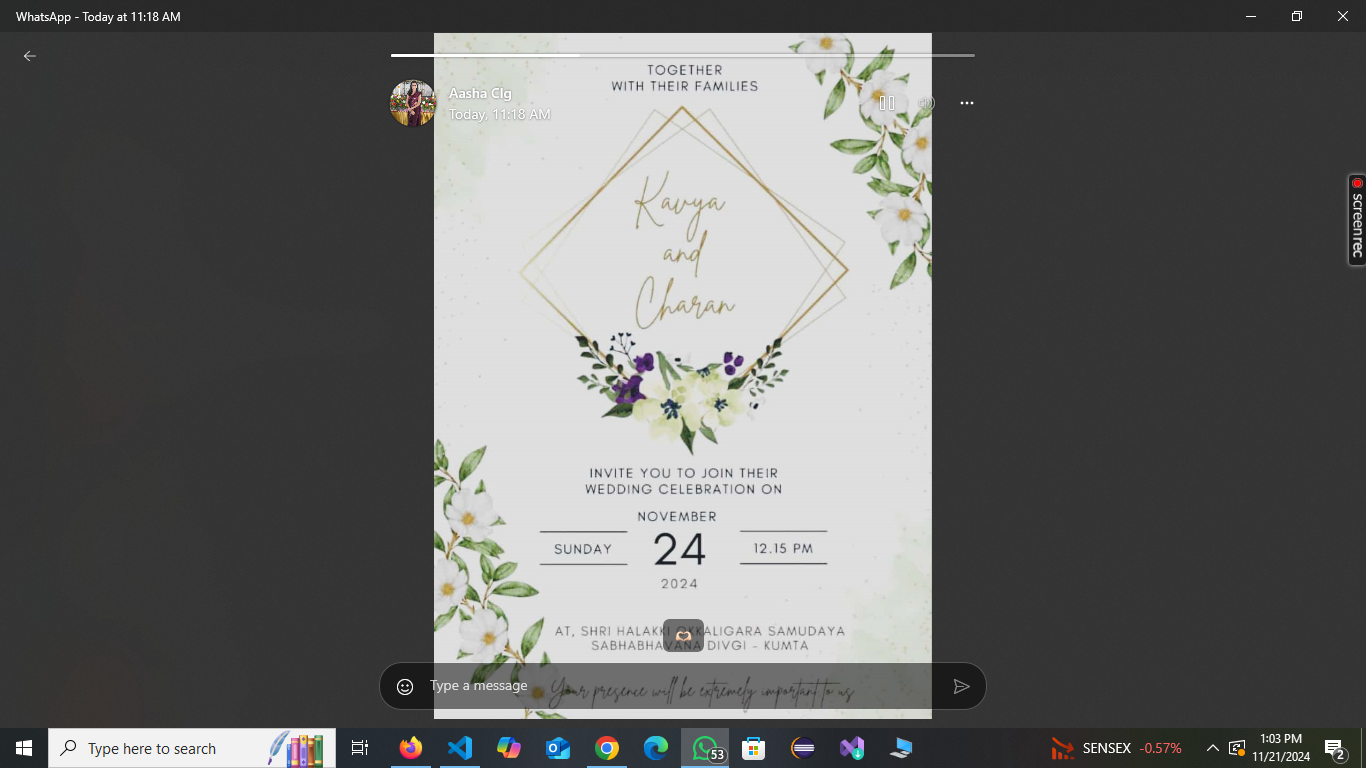 WhatsApp - Today at 11:18 AM
TOGETHER
WITH THEIR FAMILIES
Aasha Clg
Today, 11:18 AM
Kavya
and
Charan
screenrec
INVITE YOU TO JOIN THEIR
WEDDING CELEBRATION ON
NOVEMBER
SUNDAY 24 12.15 PM
2024
AT, SHRI HALAKKI OKKALIGARA SAMUDAYA
SABHABHAVANA DIVGI - KUMTA
Type a message
Your presence will be extremely important to us
Type here to search
53
SENSEX -0.57%
1:03 PM
11/21/2024
2